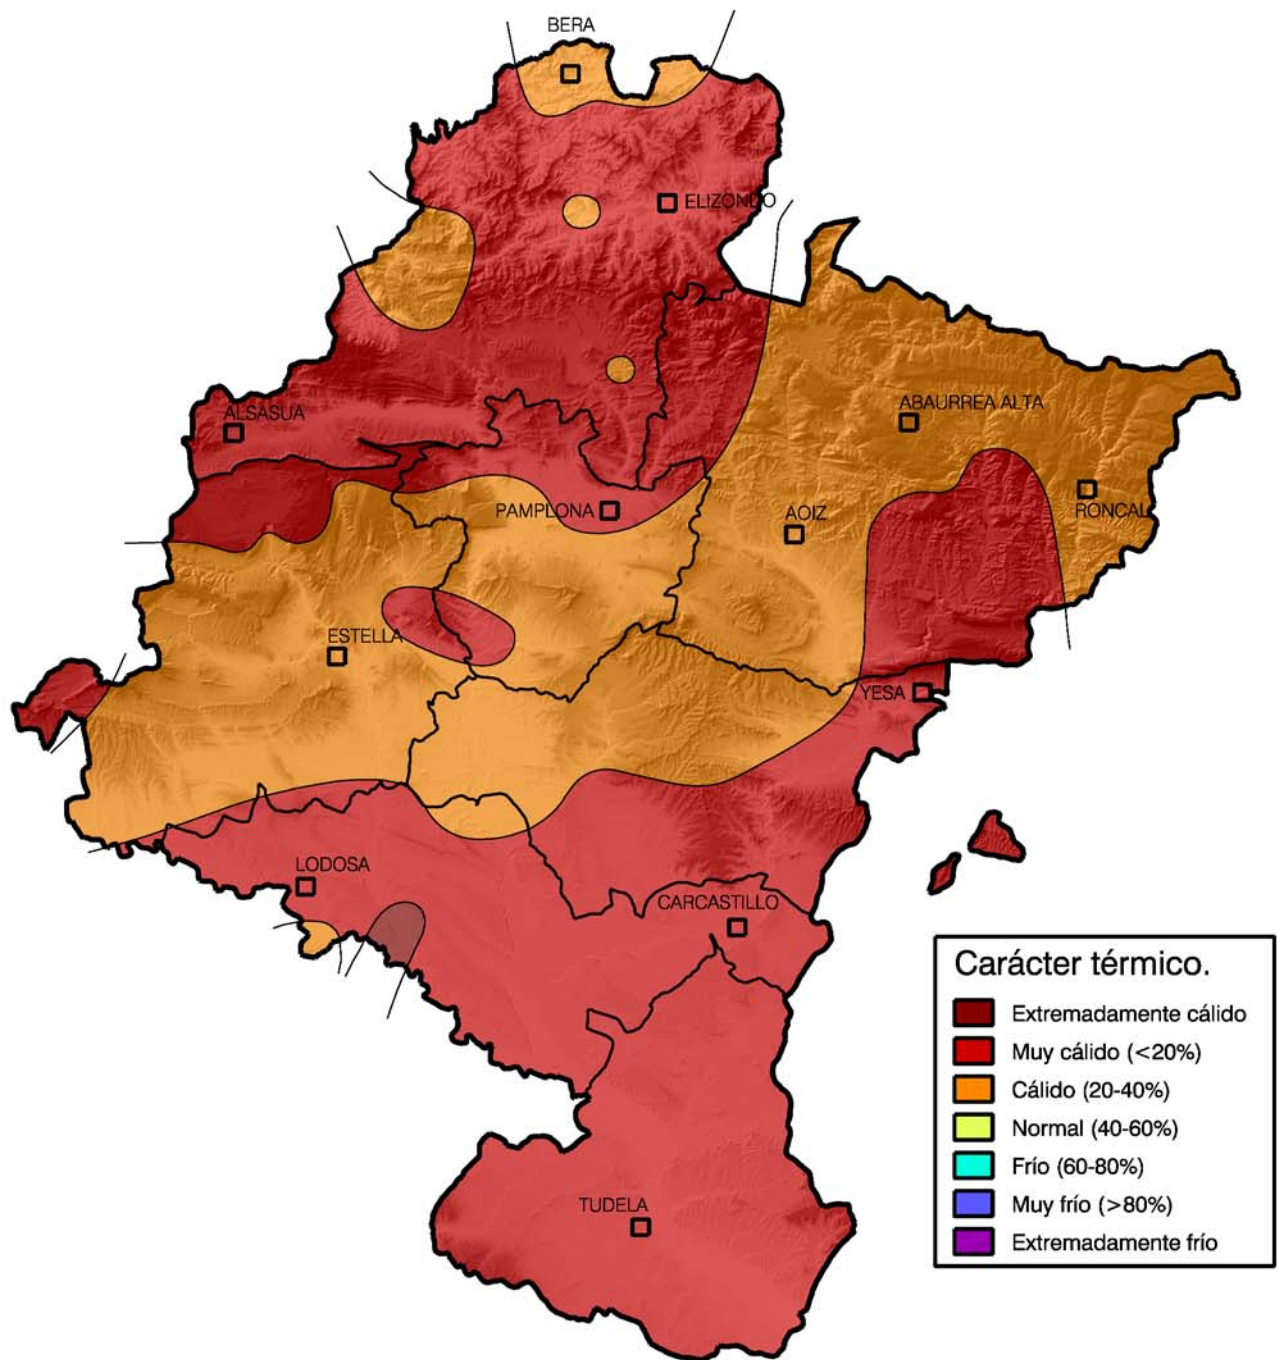 BERA
ELIZONDO
ALSASUA
ABAURREA ALTA
PAMPLONA
AOIZ
RONCAL
ESTELLA
YESA
LODOSA
CARCASTILLO
TUDELA
Carácter térmico.
Extremadamente cálido
Muy cálido (<20%)
Cálido (20-40%)
Normal (40-60%)
Frío (60-80%)
Muy frío (>80%)
Extremadamente frío